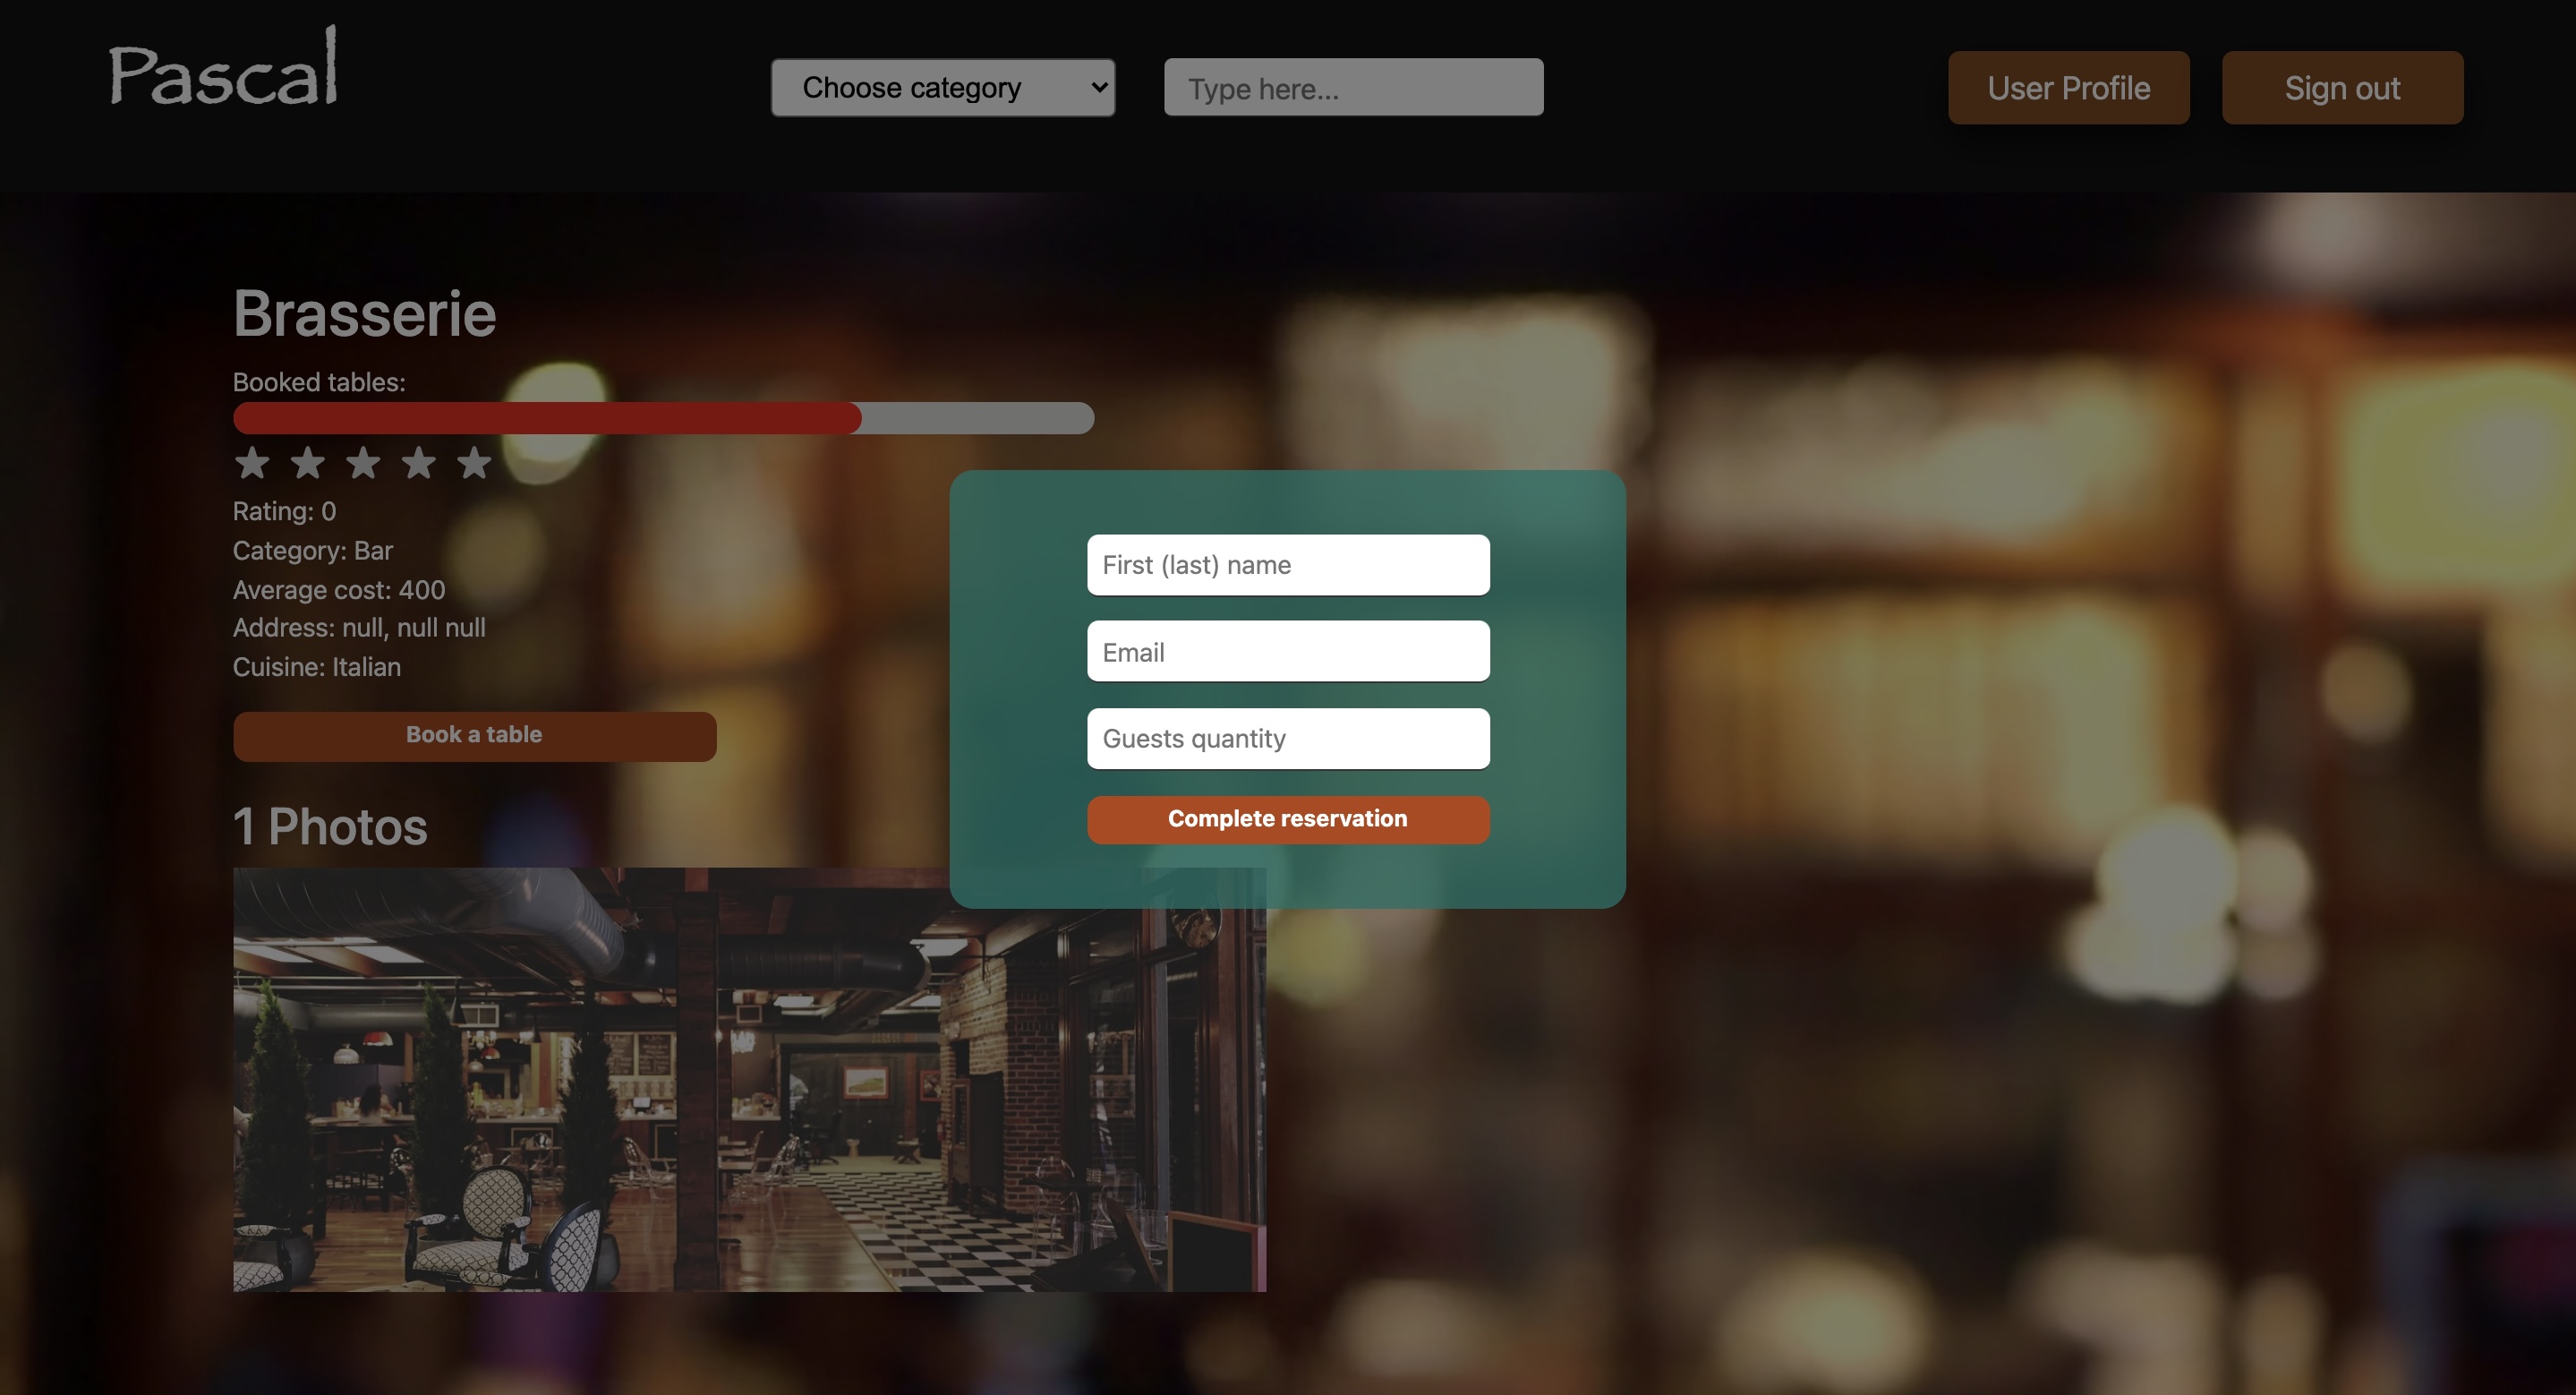 Pascal
Choose category
Type here...
User Profile
Sign out
Brasserie
Booked tables:
Rating: 0
Category: Bar
Average cost: 400
Address: null, null null
Cuisine: Italian
Book a table
1 Photos
First (last) name
Email
Guests quantity
Complete reservation